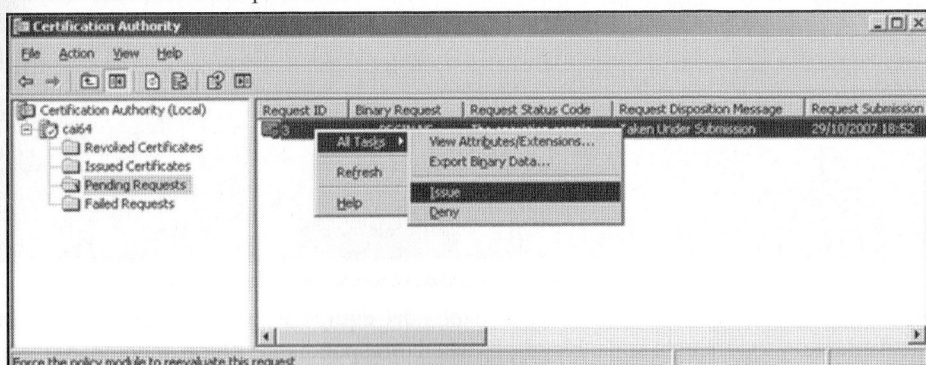 Certification Authority
File Action View Help
Certification Authority (Local)
cai64
Revoked Certificates
Issued Certificates
Pending Requests
Failed Requests
Request ID Binary Request Request Status Code Request Disposition Message Request Submission
3 Taken Under Submission 29/10/2007 18:52
All Tasks
Refresh
Help
View Attributes/Extensions...
Export Binary Data...
Issue
Deny
Force the policy module to reevaluate this request